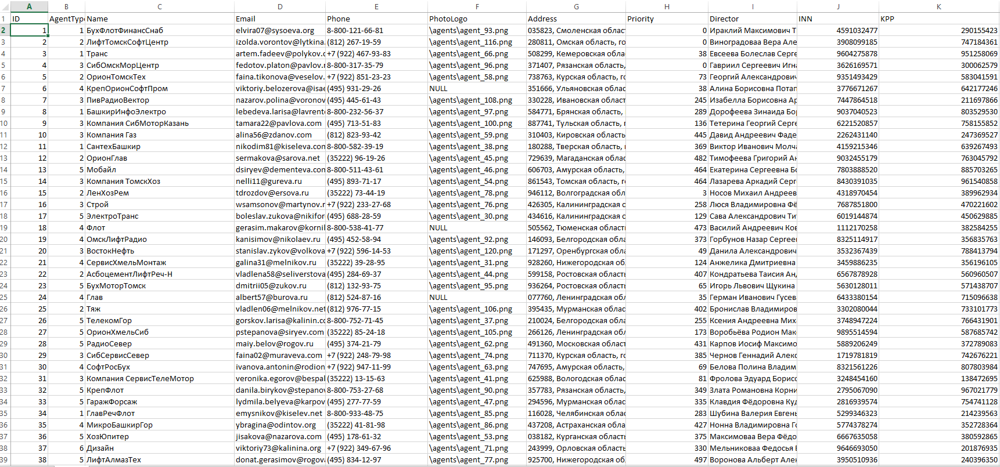 A B C D E F G H I J K
1 ID AgentType Name Email Phone PhotoLogo Address Priority Director INN KPP
2 1 1 БухФлотФинансСнаб elvira07@sysoeva.org 8-800-121-66-81 \agents\agent_93.png 035823, Смоленская област 0 Ираклий Максимович Т 4591032477 290155423
3 2 2 ЛифтТомскСофтЦентр izolda.vorontov@lytkina. (812) 267-19-59 \agents\agent_116.png 280811, Омская область, го 0 Виноградоваа Вера Але 3908099185 747184361
4 3 1 Транс artem.fadeev@polykov.c +7 (922) 467-93-83 \agents\agent_66.png 508299, Кемеровская обла 38 Евсеева Болеслав Серге 9604275878 951258069
5 4 3 СибОмскМорЦентр fedotov.platon@pavlov.r 8-800-317-35-79 \agents\agent_96.png 371407, Рязанская область, 0 Гавриил Сергеевич Игн 3626169571 300062579
6 5 2 ОрионТомскТех faina.tikonova@veselov. +7 (922) 851-23-23 \agents\agent_58.png 738763, Курская область, го 73 Георгий Александрович 9351493429 583041591
7 6 4 КрепОрионСофтПром viktoriy.belozerova@isae (495) 931-29-26 NULL 351666, Ульяновская облас 38 Алина Борисовна Потап 3776671267 642177246
8 7 3 ПивРадиоВектор nazarov.polina@voronov (495) 445-61-43 \agents\agent_108.png 330228, Ивановская област 245 Изабелла Борисовна Ар 7447864518 211697866
9 8 1 БашкирИнфоЭлектро lebedeva.larisa@lavrent 8-800-232-56-37 \agents\agent_97.png 584771, Брянская область, 289 Дорофеева Зинаида Бор 9037040523 803529530
10 9 3 Компания СибМоторКазань tamara22@pavlova.com (495) 713-51-83 \agents\agent_100.png 887741, Тульская область, г 136 Тетерина Георгий Серге 6221520857 758155852
11 10 3 Компания Газ alina56@zdanov.com (812) 823-93-42 \agents\agent_59.png 310403, Кировская область 445 Давид Андреевич Фаде 2262431140 247369527
12 11 1 СантехБашкир nikodim81@kiseleva.com 8-800-582-39-19 \agents\agent_38.png 180288, Тверская область, 369 Виктор Иванович Молча 4159215346 639267493
13 12 2 ОрионГлав sermakova@sarova.net (35222) 96-19-26 \agents\agent_45.png 729639, Магаданская облас 482 Тимофеева Григорий Ан 9032455179 763045792
14 13 5 Мобайл dsiryev@dementeva.com 8-800-511-43-61 \agents\agent_46.png 606703, Амурская область, 464 Екатерина Сергеевна Бо 7803888520 885703265
15 14 3 Компания ТомскХоз nelli11@gureva.ru (495) 893-71-17 \agents\agent_54.png 861543, Томская область, г 464 Лазарева Аркадий Серг 8430391035 961540858
16 15 2 ЛенХозРем tdrozdov@ersova.ru (35222) 73-44-19 \agents\agent_78.png 946112, Волгоградская обл 3 Носов Михаил Андреев 4318970454 389962934
17 16 3 Строй wsamsonov@martynov.r +7 (922) 233-27-68 \agents\agent_76.png 426305, Калининградская о 258 Люся Владимировна Фё 7687851800 470221602
18 17 5 ЭлектроТранс boleslav.zukova@nikifor (495) 688-28-59 \agents\agent_30.png 434616, Калининградская о 129 Сава Александрович Ти 6019144874 450629885
19 18 4 Флот gerasim.makarov@kornil 8-800-538-41-77 NULL 505562, Тюменская област 473 Василий Андреевич Ков 1112170258 382584255
20 19 4 ОмскЛифтРадио kanisimov@nikolaev.ru (495) 452-58-94 \agents\agent_92.png 146093, Белгородская обла 373 Горбунов Назар Сергее 8325114917 356835763
21 20 3 ВостокНефть stanislav.zykov@volkova +7 (922) 596-14-53 \agents\agent_120.png 171297, Оренбургская обла 49 Данила Александрович 3532367439 788413794
22 21 4 СервисХмельМонтаж galina31@melnikov.ru (35222) 39-28-95 \agents\agent_31.png 928260, Нижегородская об 124 Анжелика Дмитриевна 3459886235 356196105
23 22 2 АсбоцементЛифтРеч-Н vladlena58@seliverstova (495) 284-69-37 \agents\agent_44.png 599158, Ростовская область 407 Кондратьева Таисия Ан 6567878928 560960507
24 23 5 БухМоторТомск dmitrii05@zukov.ru (812) 132-93-75 \agents\agent_95.png 936264, Ростовская область 65 Игорь Львович Щукина 5630128011 571438707
25 24 4 Глав albert57@burova.ru (812) 524-87-16 NULL 077760, Ленинградская об 35 Герман Иванович Гусев 6433380154 715096638
26 25 2 Тяж vladlen06@melnikov.net (812) 976-77-15 \agents\agent_106.png 395435, Мурманская облас 402 Бронислав Владимиров 3302080044 733101773
27 26 5 ТелекомГор gorskov.larisa@kalinin.co 8-800-752-71-45 \agents\agent_37.png 210024, Белгородская обла 255 Ксения Андреевна Мих 3748947224 766431901
28 27 5 ОрионХмельСиб pstepanova@siryev.com (35222) 85-24-18 \agents\agent_105.png 266126, Ленинградская обл 173 Воробьёва Родион Мак 9895514594 587685742
29 28 5 РадиоСевер maiy.belov@rogov.ru (495) 374-21-79 \agents\agent_62.png 491360, Московская област 431 Карпов Иосиф Максимо 5889206249 372789083
30 29 3 СибСервисСевер faina02@muraveva.com +7 (922) 248-79-98 \agents\agent_74.png 711370, Курская область, го 385 Чернов Геннадий Алекс 1719781819 742676221
31 30 4 СофтРосБух ivanova.antonin@rodion +7 (922) 947-11-99 \agents\agent_63.png 747695, Амурская область, 69 Белова Полина Владим 8321561226 807803984
32 31 3 Компания СервисТелеМотор veronika.egorov@bespal (35222) 13-15-63 \agents\agent_41.png 625988, Вологодская облас 81 Фролова Эдуард Борис 3248454160 138472695
33 32 5 КрепФлот danila.birykov@stepanov 8-800-753-27-68 \agents\agent_90.png 357783, Рязанская область, 349 Злата Романовна Корни 2795067090 967021779
34 33 5 ГаражФорсаж lydmila.belyeva@karpov (495) 277-77-59 \agents\agent_47.png 294596, Мурманская облас 335 Клавдия Фёдоровна Куд 2816939574 754741128
35 34 1 ГлавРечФлот emysnikov@kiselev.net 8-800-933-48-75 \agents\agent_85.png 116028, Челябинская облас 283 Шубина Валерия Евгень 5299346323 214239563
36 35 4 МикроБашкирГор ybragina@odintov.org (35222) 41-81-98 \agents\agent_86.png 437208, Астраханская обла 427 Нонна Владимировна Го 5774378274 352728364
37 36 5 ХозЮпитер jisakova@nazarova.com (495) 178-61-32 \agents\agent_53.png 038182, Курганская область 375 Максимоваа Вера Фёдо 6667635058 380592865
38 37 6 Дизайн viktoriy73@kalinina.org +7 (922) 349-67-96 \agents\agent_71.png 243999, Орловская область 330 Мельниковаа Федосья 9646693050 201876935
39 38 5 ЛифтАлмазТех donat.gerasimov@rogova (495) 834-12-97 \agents\agent_77.png 925700, Нижегородская об 497 Воронова Альберт Алек 3950510936 240396350